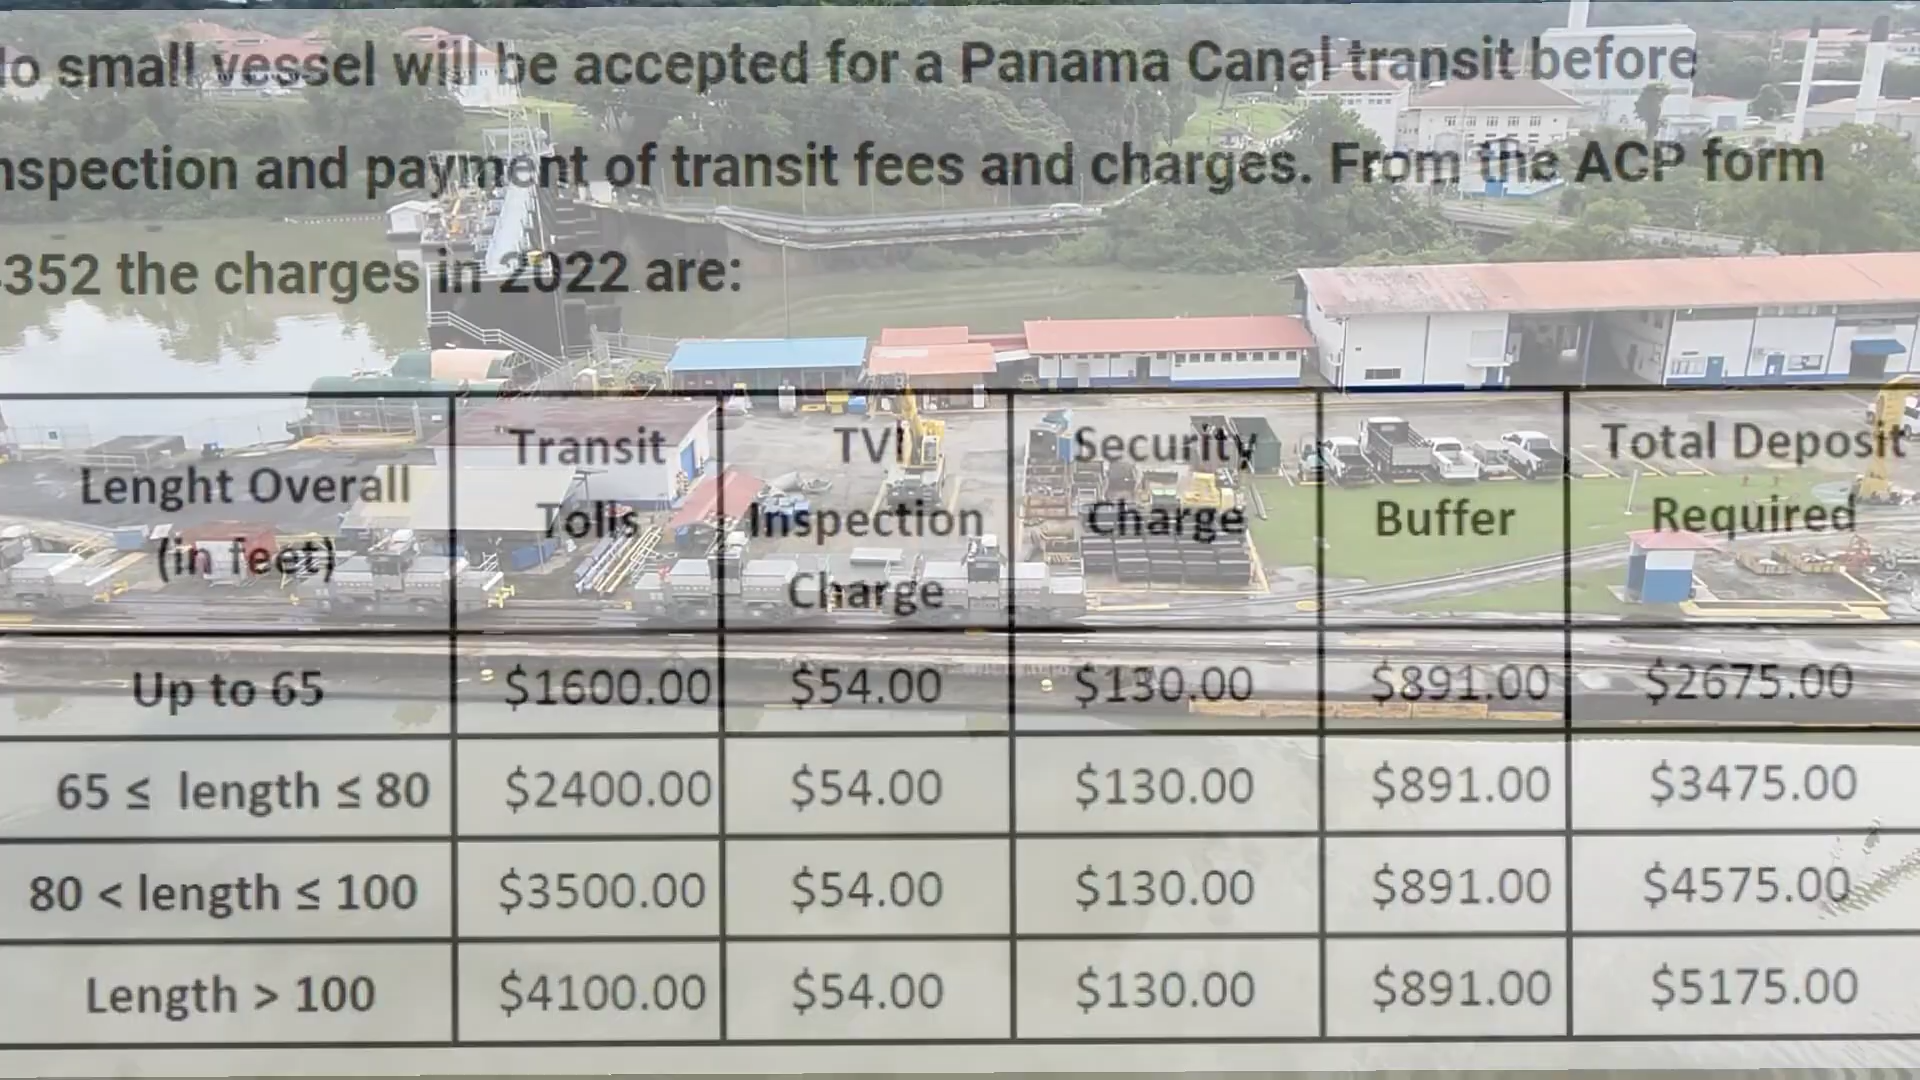 small vessel will be accepted for a Panama Canal transit before
nspection and payment of transit fees and charges. From the ACP form
352 the charges in 2022 are:
Lenght Overall (in feet) Transit Tolls TVI Inspection Charge Security Charge Buffer Total Deposit Required
Up to 65 $1600.00 $54.00 $130.00 $891.00 $2675.00
65 ≤ length ≤ 80 $2400.00 $54.00 $130.00 $891.00 $3475.00
80 < length ≤ 100 $3500.00 $54.00 $130.00 $891.00 $4575.00
Length > 100 $4100.00 $54.00 $130.00 $891.00 $5175.00